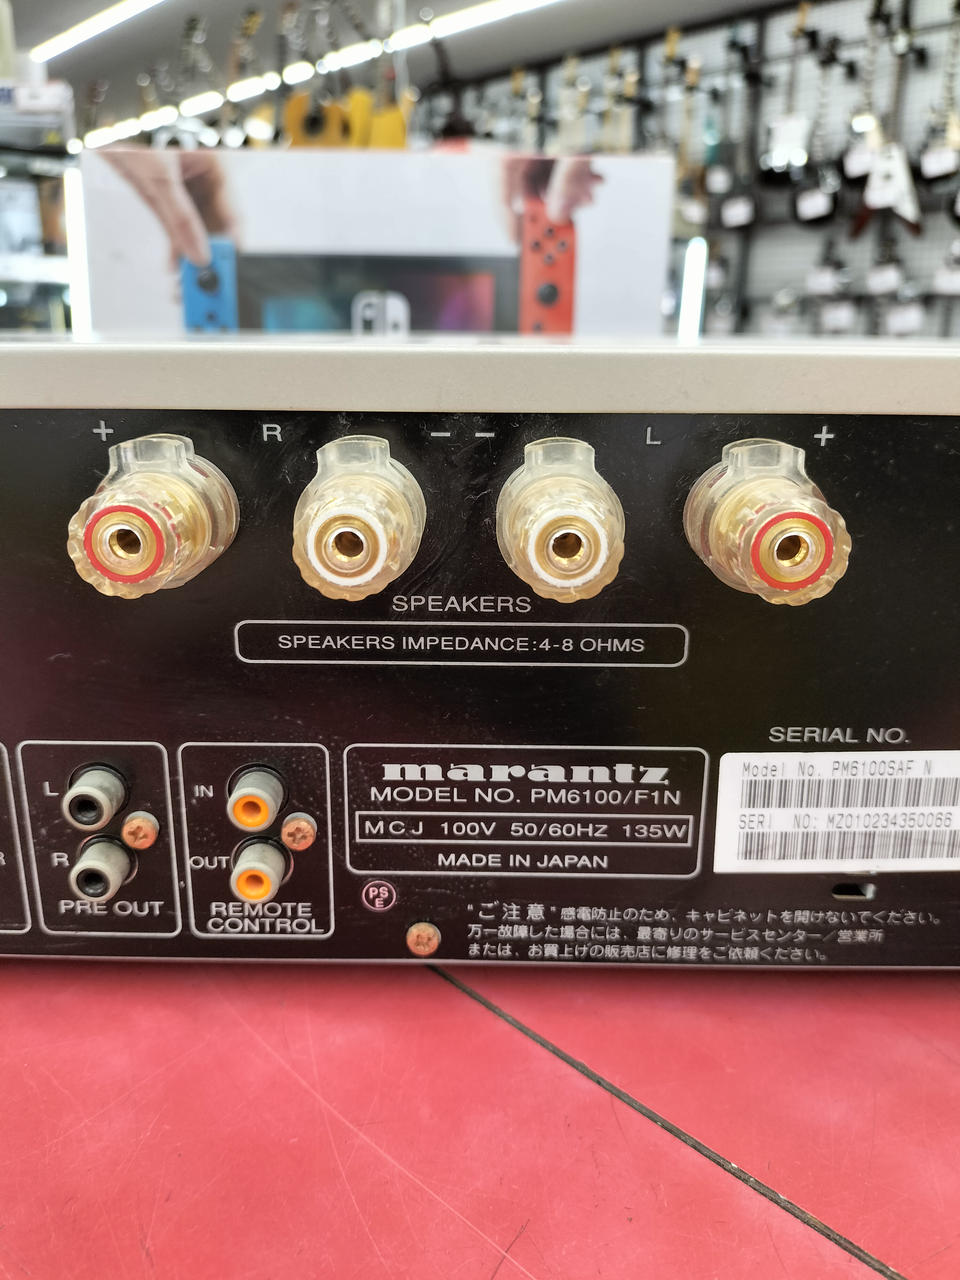 + R − − L +
SPEAKERS
SPEAKERS IMPEDANCE:4-8 OHMS
SERIAL NO.
Model No. PM6100SAF N
SERI NO: MZ010234350066
L
R
PRE OUT
IN
OUT
REMOTE
CONTROL
marantz
MODEL NO. PM6100/F1N
MCJ 100V 50/60HZ 135W
MADE IN JAPAN
PS
E
"ご注意" 感電防止のため、キャビネットを開けないでください。
万一故障した場合には、最寄りのサービスセンター／営業所
または、お買上げの販売店に修理をご依頼ください。
R